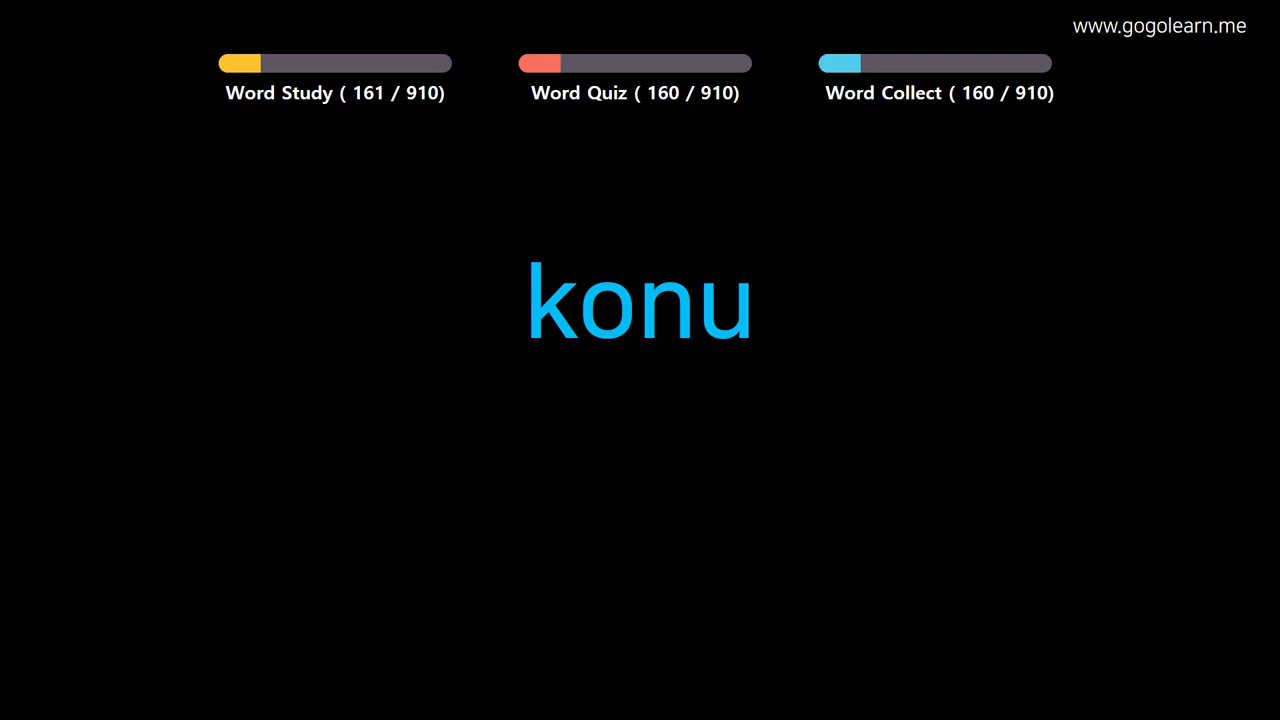 www.gogolearn.me
Word Study ( 161 / 910)
Word Quiz ( 160 / 910)
Word Collect ( 160 / 910)
konu